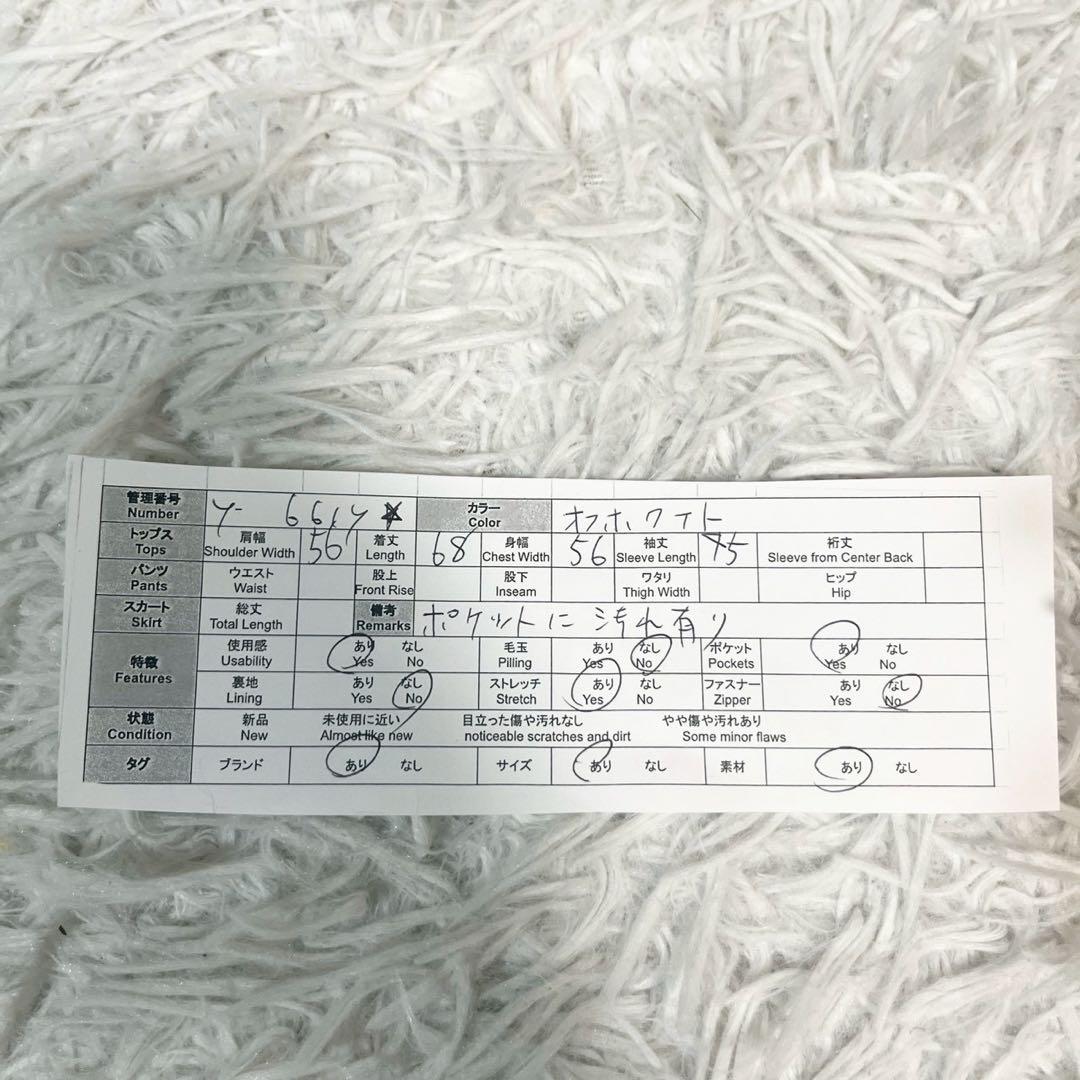 管理番号 Number カラー Color オフホワイト
トップス Tops 肩幅 Shoulder Width 56 着丈 Length 68 身幅 Chest Width 56 袖丈 Sleeve Length 75 裄丈 Sleeve from Center Back
パンツ Pants ウエスト Waist 股上 Front Rise 股下 Inseam ワタリ Thigh Width ヒップ Hip
スカート Skirt 総丈 Total Length 備考 Remarks ポケットに汚れ有り
特徴 Features 使用感 Usability あり Yes なし No 毛玉 Pilling あり Yes なし No ポケット Pockets あり Yes なし No
裏地 Lining あり Yes なし No ストレッチ Stretch あり Yes なし No ファスナー Zipper あり Yes なし No
状態 Condition 新品 New 未使用に近い Almost like new 目立った傷や汚れなし noticeable scratches and dirt やや傷や汚れあり Some minor flaws
タグ ブランド あり なし サイズ あり なし 素材 あり なし